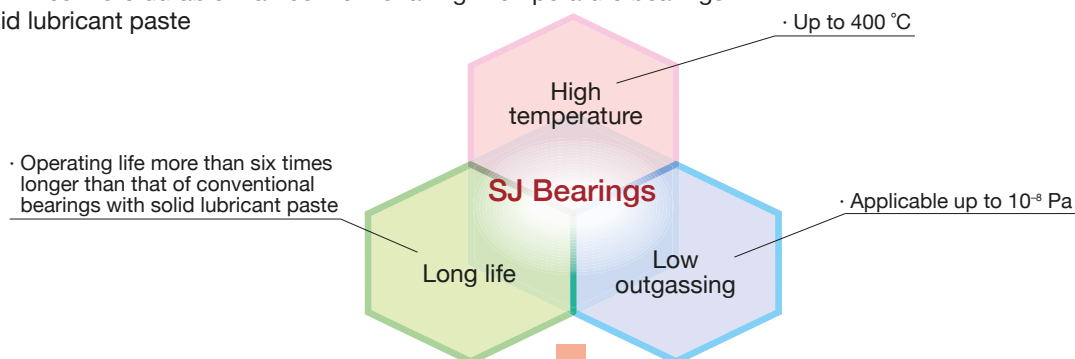 id lubricant paste
· Up to 400 ℃
High
temperature
· Operating life more than six times
longer than that of conventional
bearings with solid lubricant paste
SJ Bearings
· Applicable up to 10⁻⁸ Pa
Long life
Low
outgassing